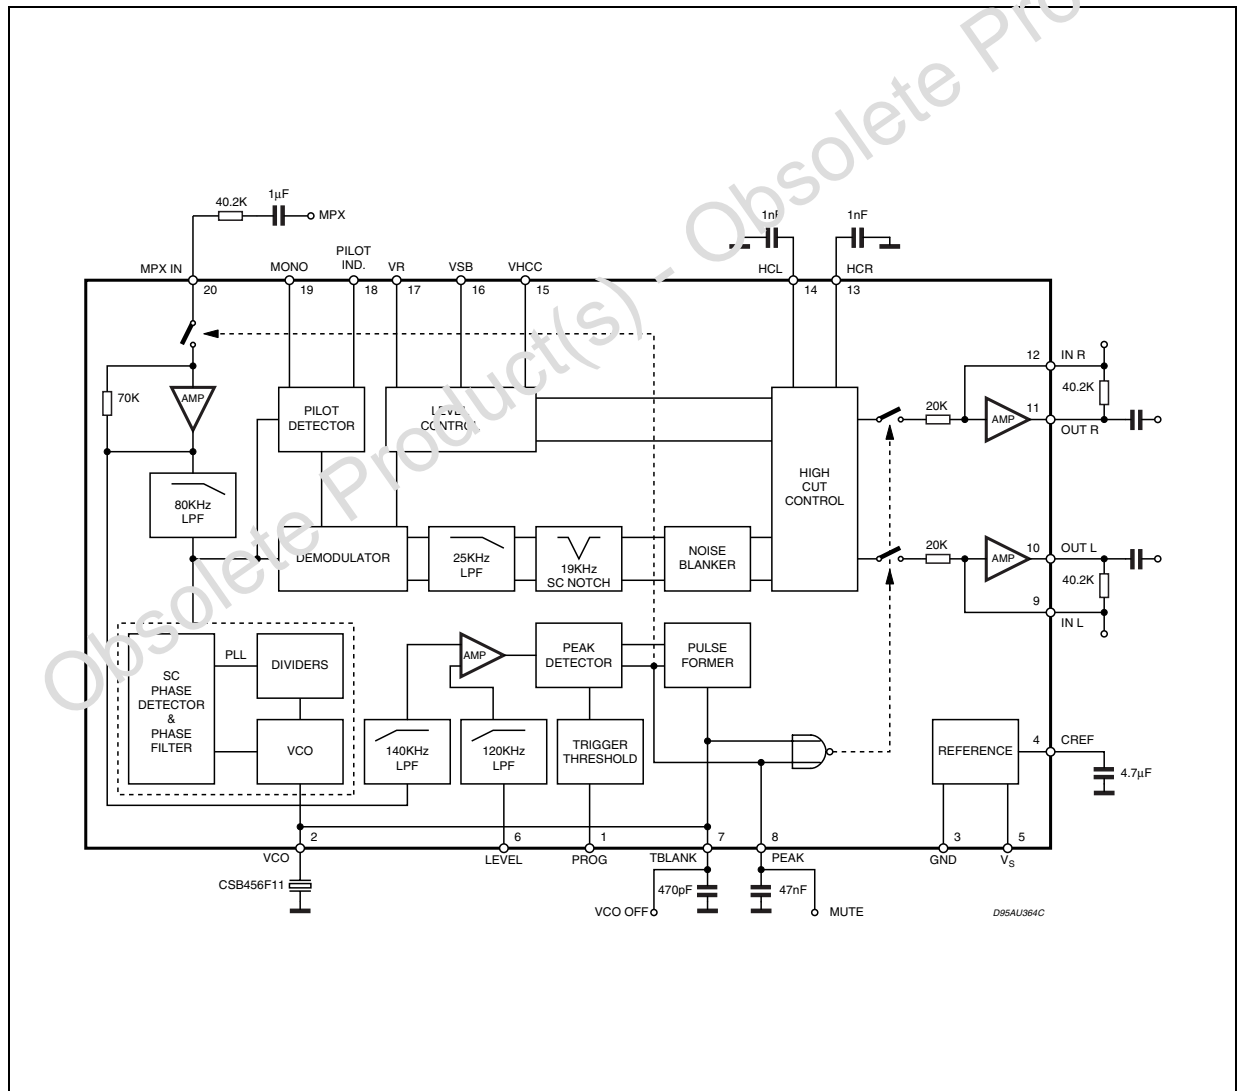 Obsolete Product(s) - Obsolete Pro
40.2K
1µF
MPX
1nF
1nF
MPX IN
MONO
PILOT
IND.
VR
VSB
VHCC
HCL
HCR
20
19
18
17
16
15
14
13
70K
AMP
PILOT
DETECTOR
LEVEL
CONTROL
HIGH
CUT
CONTROL
20K
AMP
12
IN R
40.2K
11
OUT R
80KHz
LPF
DEMODULATOR
25KHz
LPF
19KHz
SC NOTCH
NOISE
BLANKER
20K
AMP
10
OUT L
40.2K
9
IN L
SC
PHASE
DETECTOR
&
PHASE
FILTER
PLL
DIVIDERS
VCO
AMP
PEAK
DETECTOR
PULSE
FORMER
140KHz
LPF
120KHz
LPF
TRIGGER
THRESHOLD
REFERENCE
4
CREF
4.7µF
2
6
1
7
8
3
5
VCO
LEVEL
PROG
TBLANK
PEAK
GND
VS
CSB456F11
470pF
47nF
VCO OFF
MUTE
D95AU364C